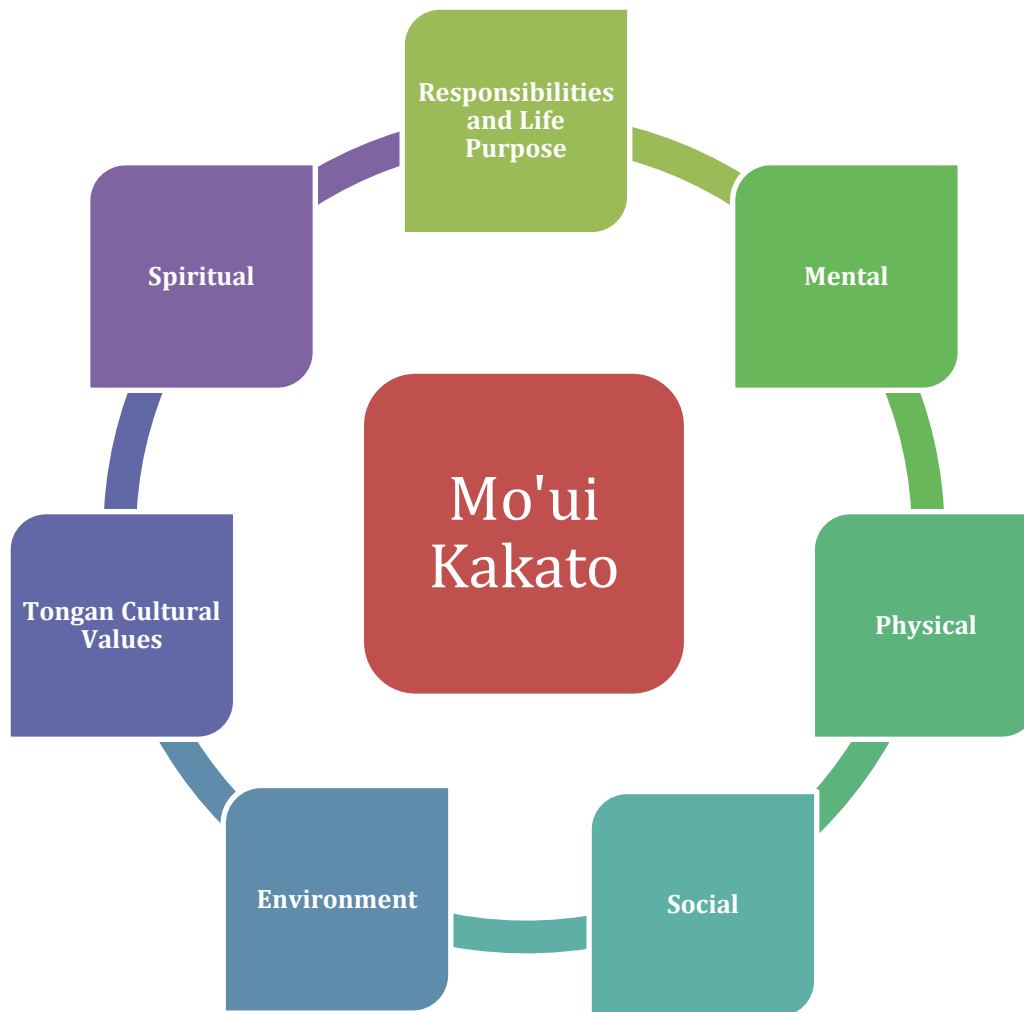 Responsibilities
and Life
Purpose
Mental
Physical
Social
Environment
Tongan Cultural
Values
Spiritual
Mo'ui
Kakato